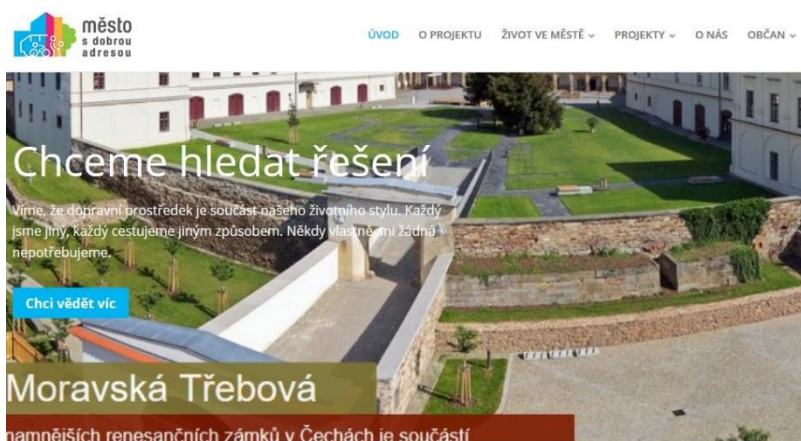 město
s dobrou
adresou
ÚVOD O PROJEKTU ŽIVOT VE MĚSTĚ PROJEKTY O NÁS OBČAN
Chceme hledat řešení
Víme, že dopravní prostředek je součást našeho životního stylu. Každý
jsme jiný, každý cestujeme jiným způsobem. Někdy vlastně ani žádná
nepotřebujeme.
Chci vědět víc
Moravská Třebová
namnějších renesančních zámků v Čechách je součástí